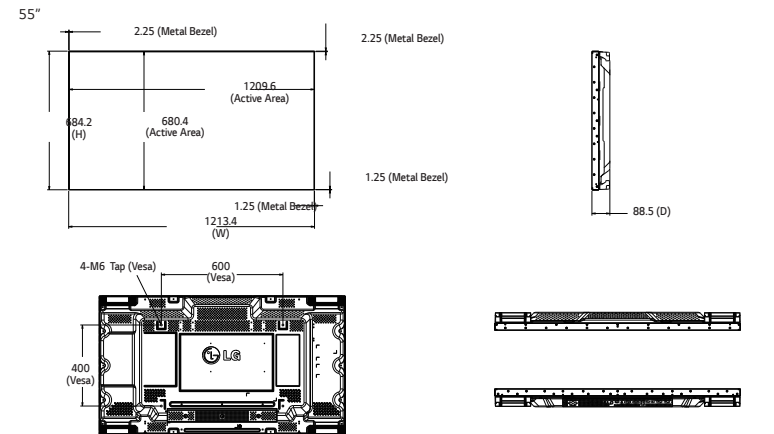 55"
2.25 (Metal Bezel)
2.25 (Metal Bezel)
1209.6
(Active Area)
684.2
(H)
680.4
(Active Area)
1.25 (Metal Bezel)
1.25 (Metal Bezel)
1213.4
(W)
88.5 (D)
4-M6 Tap (Vesa)
600
(Vesa)
400
(Vesa)
LG